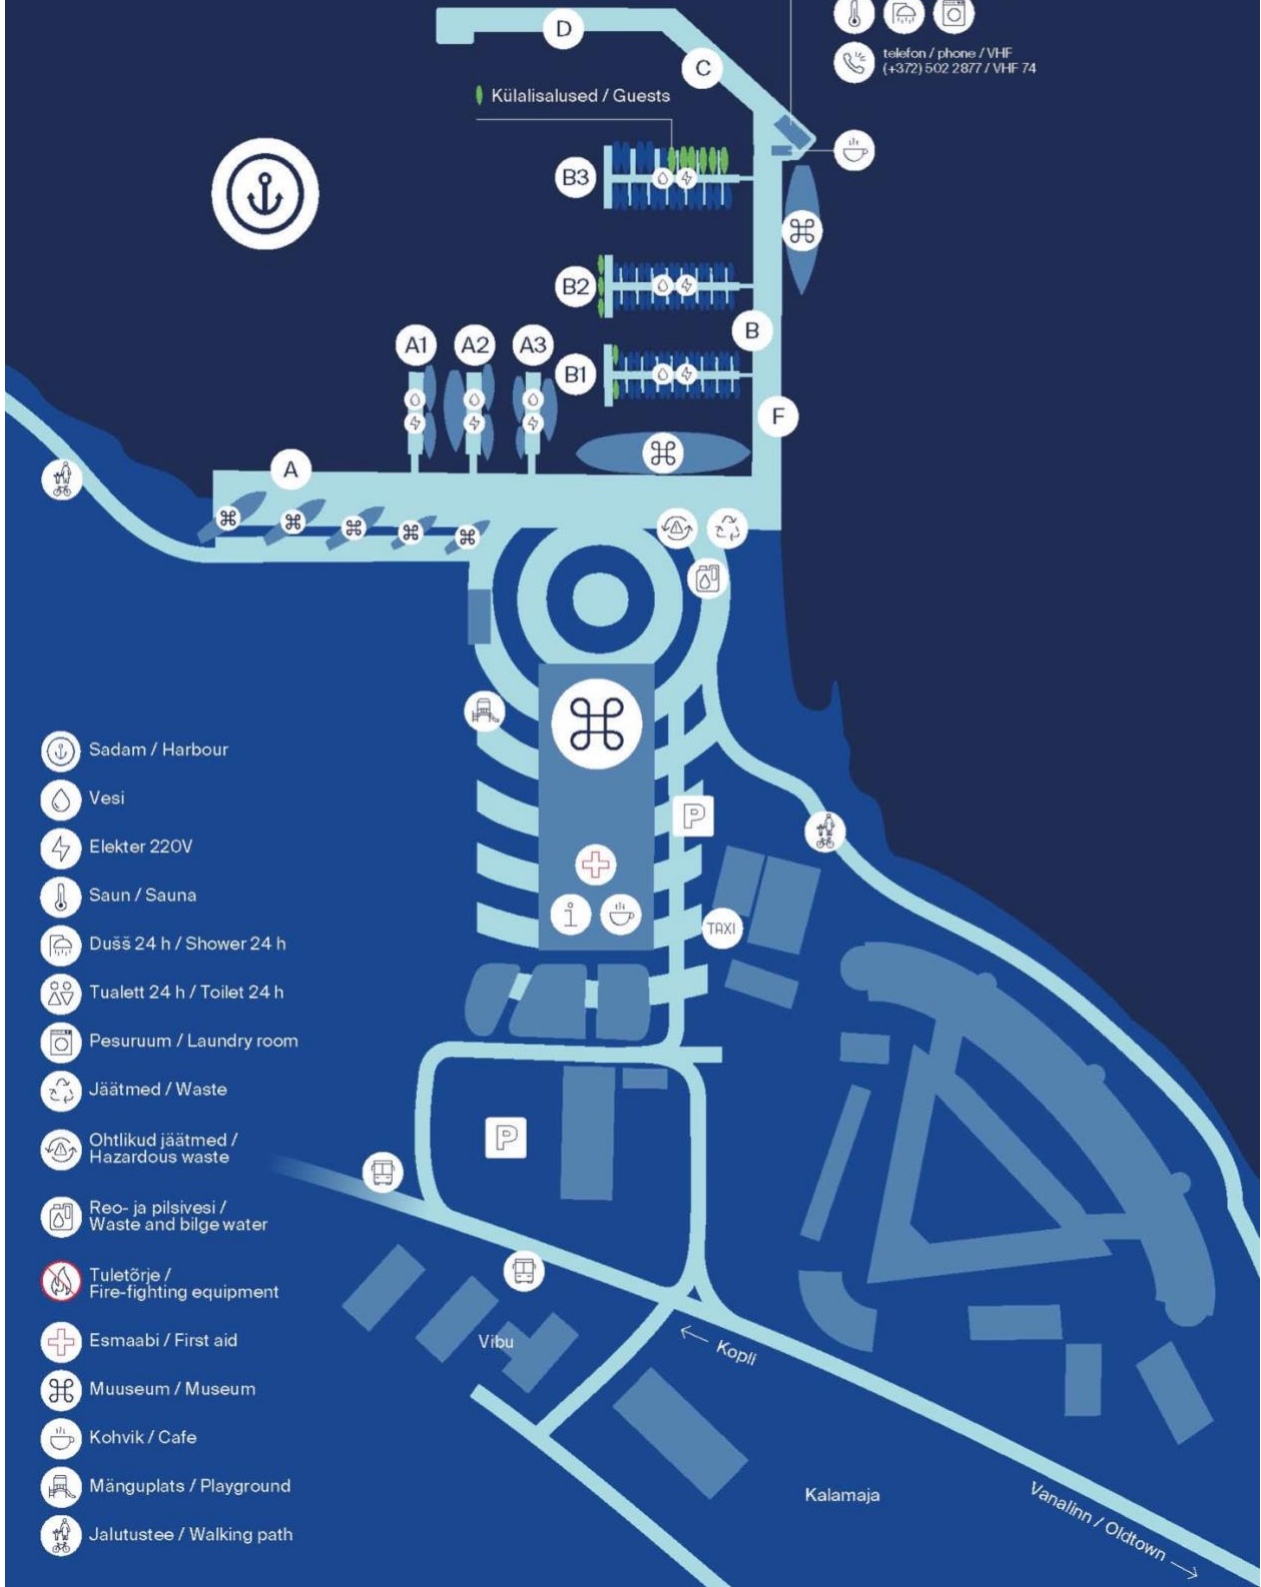 D
C
telefon / phone / VHF
(+372) 502 2877 / VHF 74
Külalisalused / Guests
B3
B2
A1
A2
A3
B
B1
F
A
P
i
TAXI
P
Sadam / Harbour
Vesi
Elekter 220V
Saun / Sauna
Dušš 24 h / Shower 24 h
Tualett 24 h / Toilet 24 h
Pesuruum / Laundry room
Jäätmed / Waste
Ohtlikud jäätmed /
Hazardous waste
Reo- ja pilsivesi /
Waste and bilge water
Tuletõrje /
Fire-fighting equipment
Esmaabi / First aid
Muuseum / Museum
Kohvik / Cafe
Mänguplats / Playground
Jalutustee / Walking path
Vibu
← Kopli
Kalamaja
Vanalinn / Oldtown →